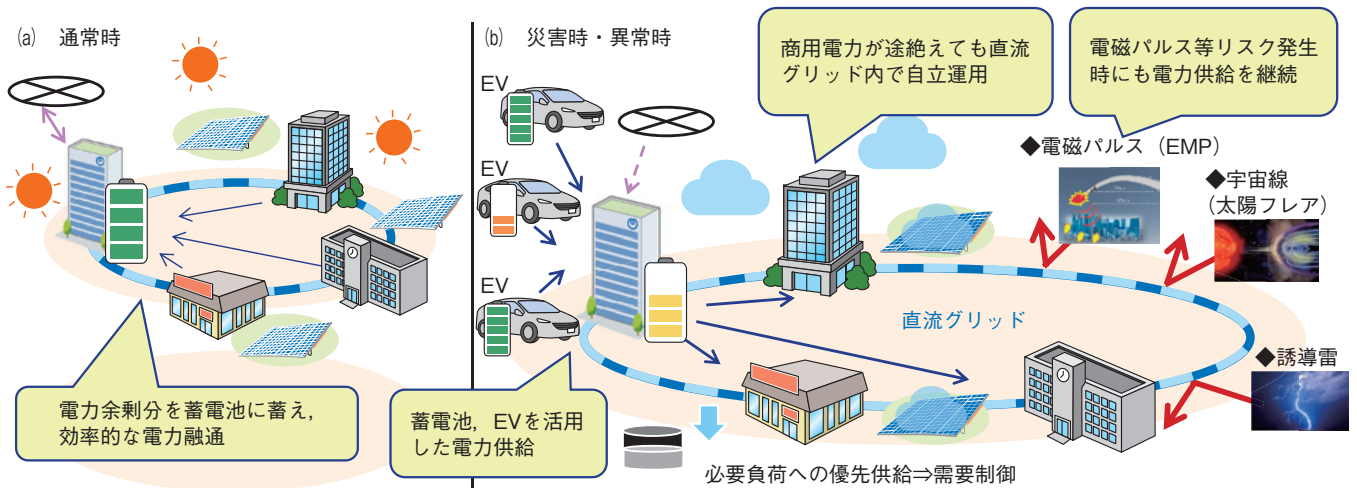 (a) 通常時
電力余剰分を蓄電池に蓄え，
効率的な電力融通
(b) 災害時・異常時
EV
EV
EV
商用電力が途絶えても直流
グリッド内で自立運用
電磁パルス等リスク発生
時にも電力供給を継続
◆電磁パルス（EMP）
◆宇宙線
（太陽フレア）
直流グリッド
◆誘導雷
蓄電池，EVを活用
した電力供給
必要負荷への優先供給⇒需要制御